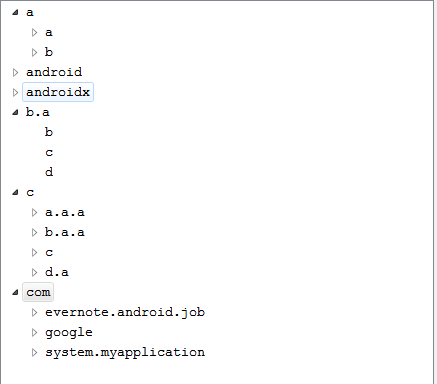 a
a
b
android
androidx
b.a
b
c
d
c
a.a.a
b.a.a
c
d.a
com
evernote.android.job
google
system.myapplication